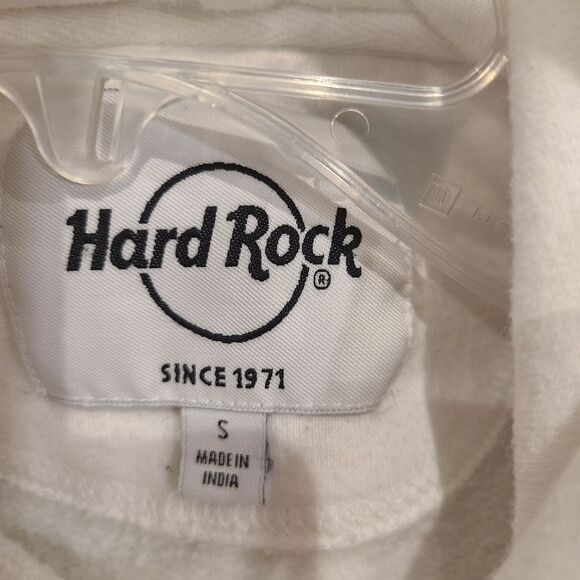 Hard Rock®
SINCE 1971
S
MADE IN
INDIA